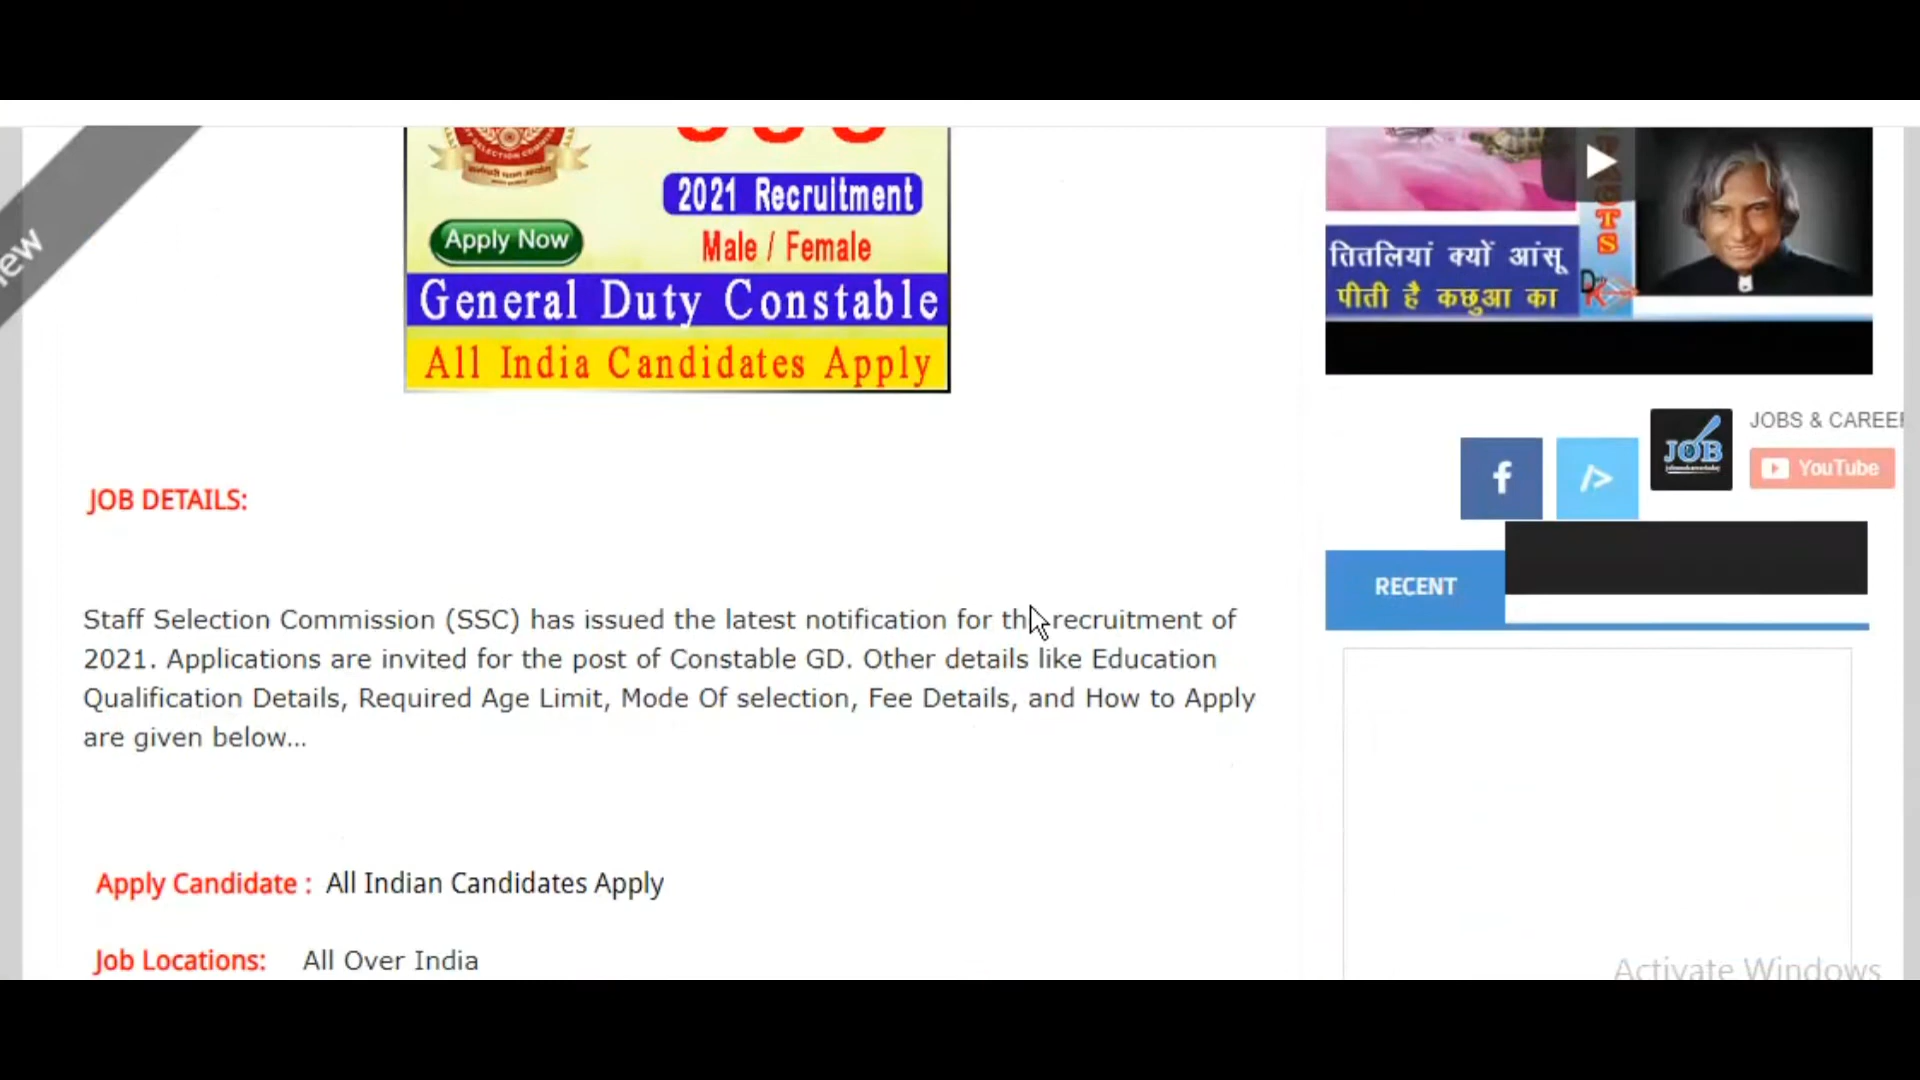 2021 Recruitment
Apply Now
Male / Female
General Duty Constable
All India Candidates Apply
तितलियां क्यों आंसू
पीती है कछुआ का
JOBS & CAREER
JOB
YouTube
RECENT
JOB DETAILS:
Staff Selection Commission (SSC) has issued the latest notification for the recruitment of
2021. Applications are invited for the post of Constable GD. Other details like Education
Qualification Details, Required Age Limit, Mode Of selection, Fee Details, and How to Apply
are given below...
Apply Candidate : All Indian Candidates Apply
Job Locations: All Over India
Activate Windows